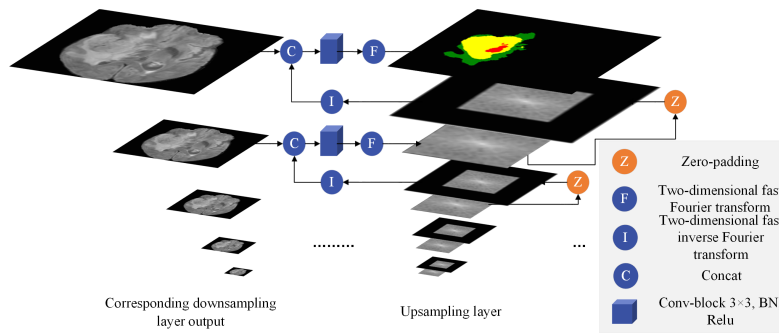 C
F
I
Z
C
F
I
Z
.........
...
Corresponding downsampling
layer output
Upsampling layer
Z
Zero-padding
F
Two-dimensional fas
Fourier transform
I
Two-dimensional fas
inverse Fourier
transform
C
Concat
Conv-block 3×3, BN
Relu